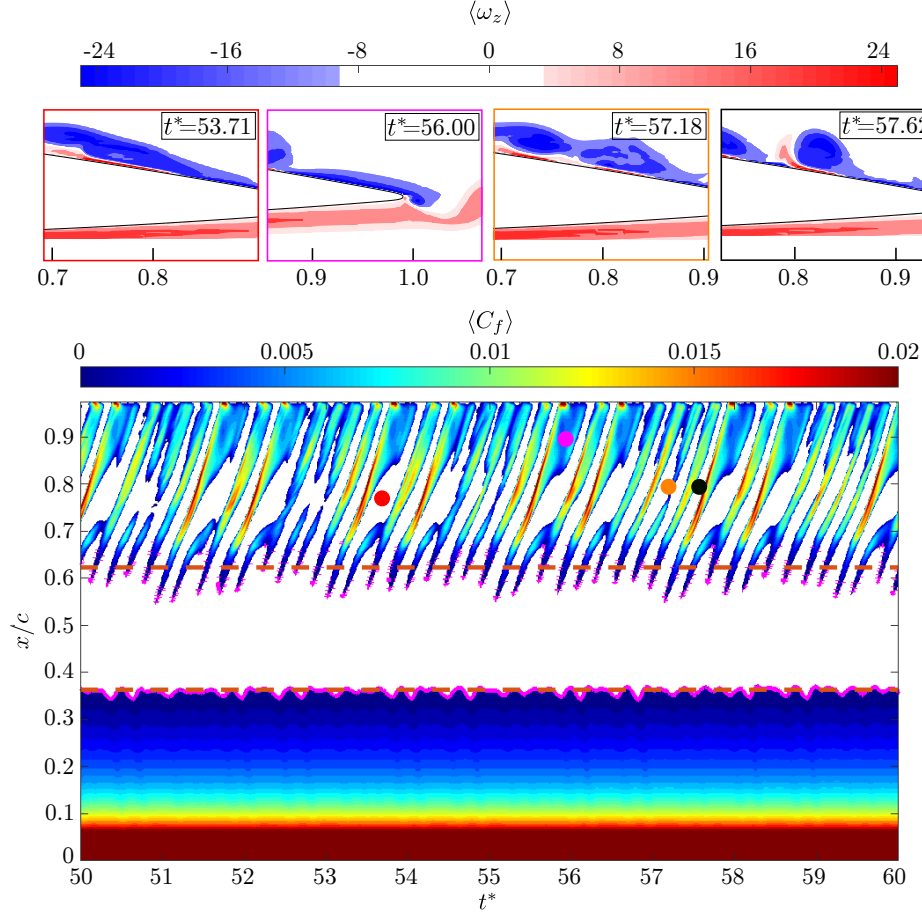 ⟨ω_z⟩
-24 -16 -8 -4 0 4 8 16 24
t*=53.71
t*=56.00
t*=57.18
t*=57.62
0.7 0.8
0.9 1.0
0.7 0.8 0.9
0.8 0.9
⟨C_f⟩
0 0.005 0.01 0.015 0.02
x/c
0.9
0.8
0.7
0.6
0.5
0.4
0.3
0.2
0.1
0
50 51 52 53 54 55 56 57 58 59 60
t*